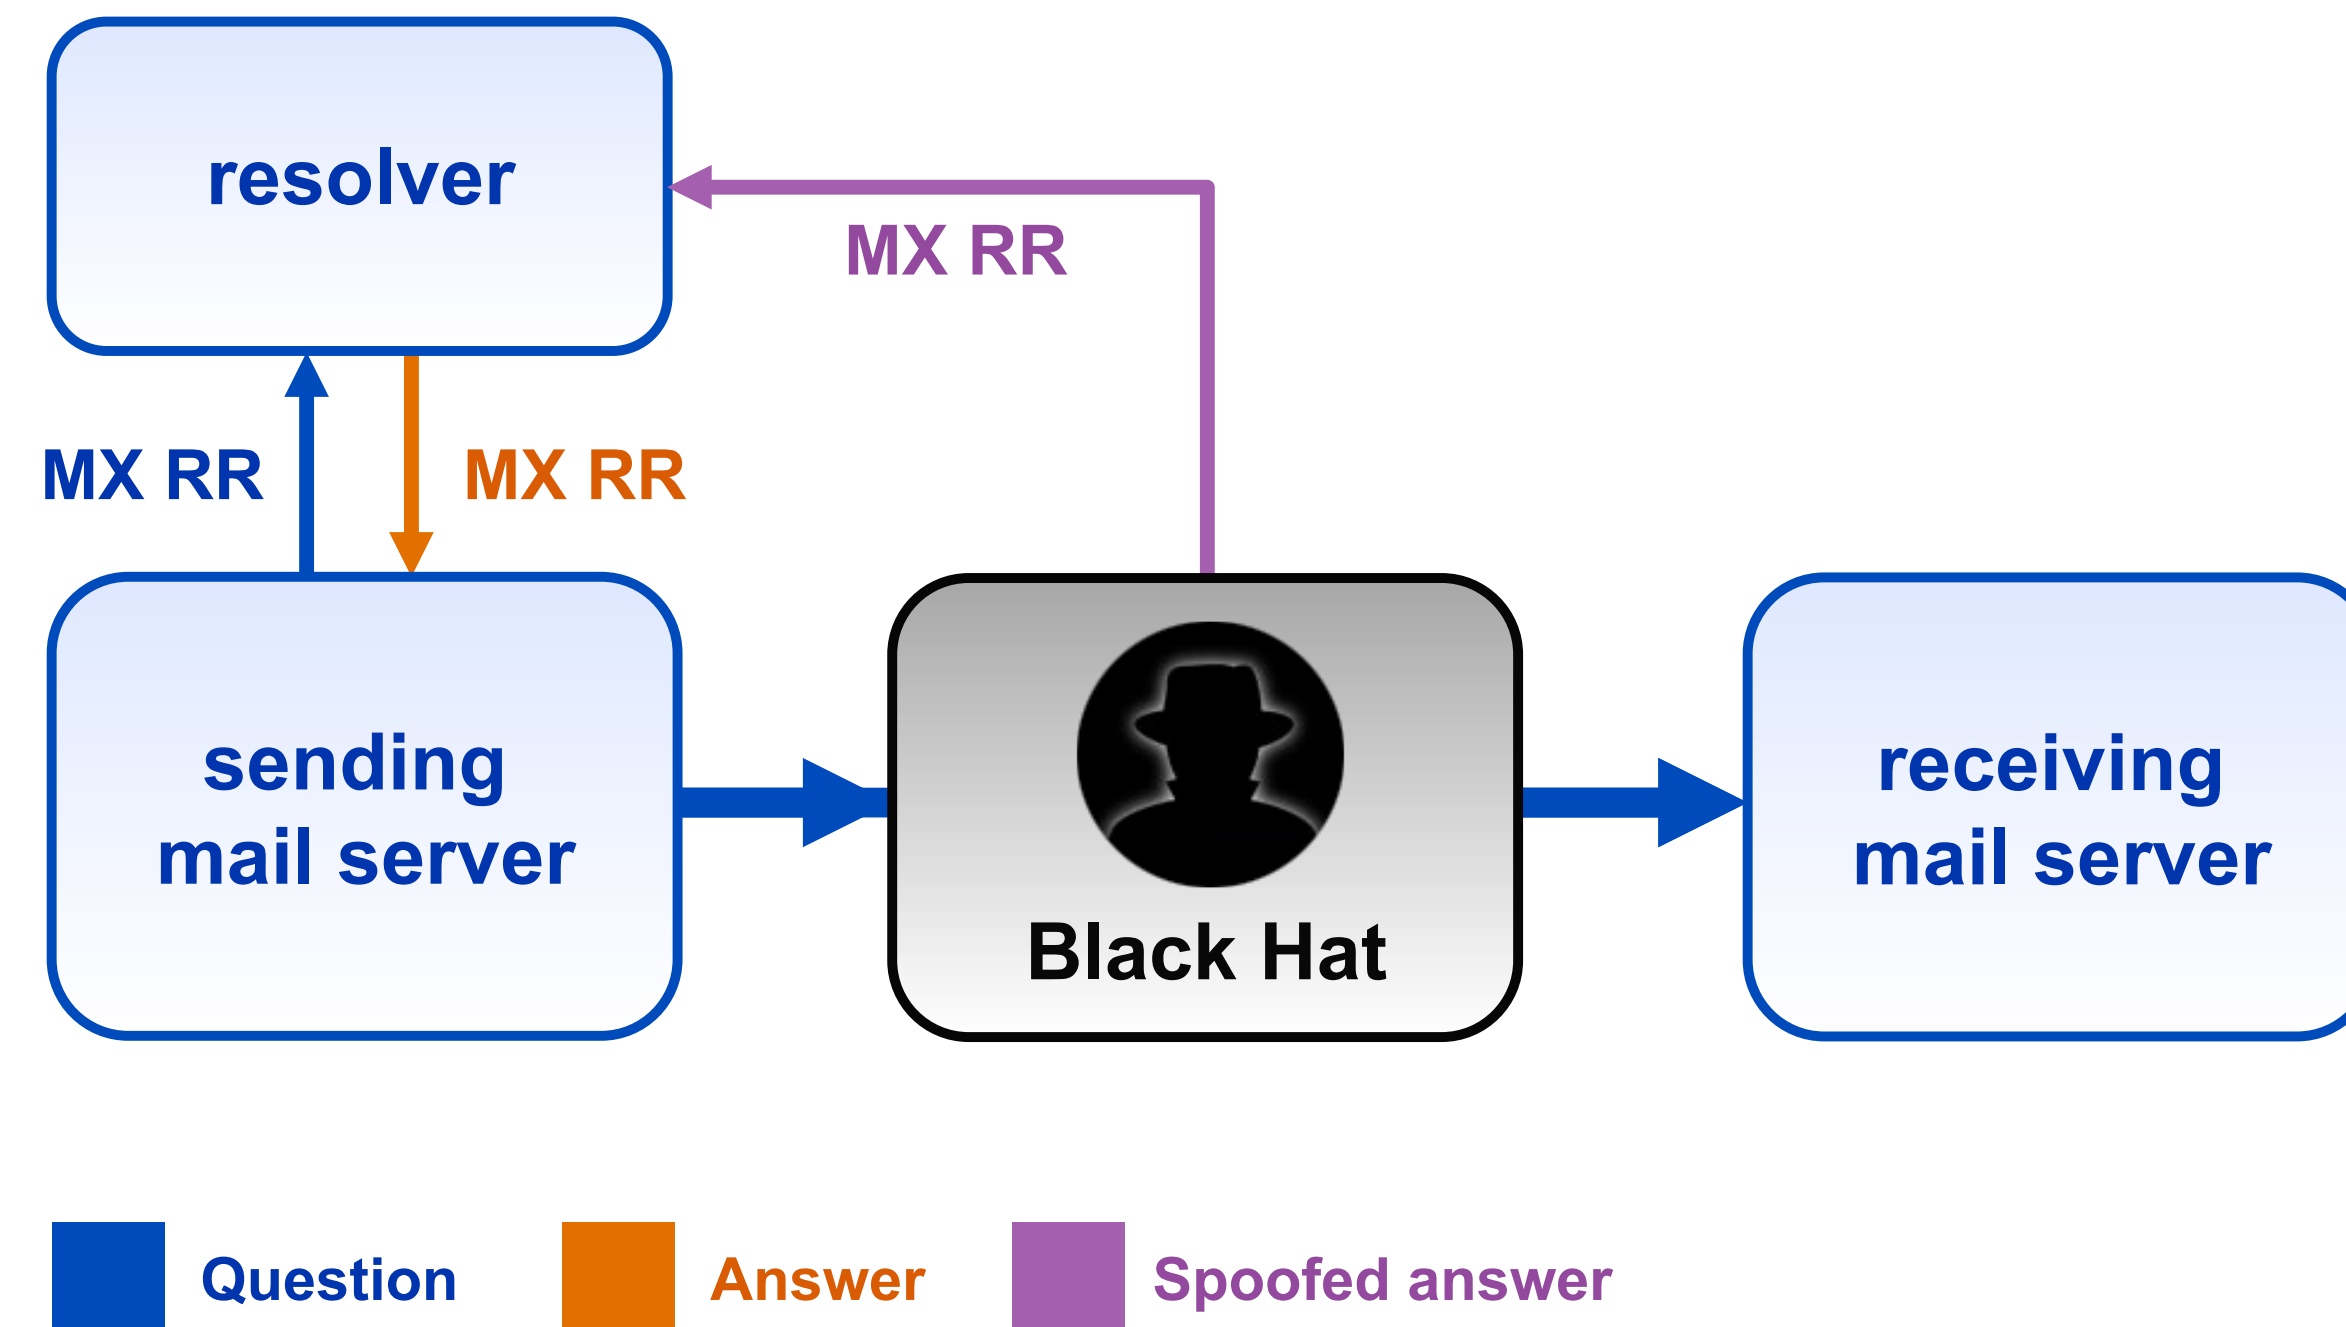 resolver
MX RR
MX RR
MX RR
sending
mail server
Black Hat
receiving
mail server
Question
Answer
Spoofed answer